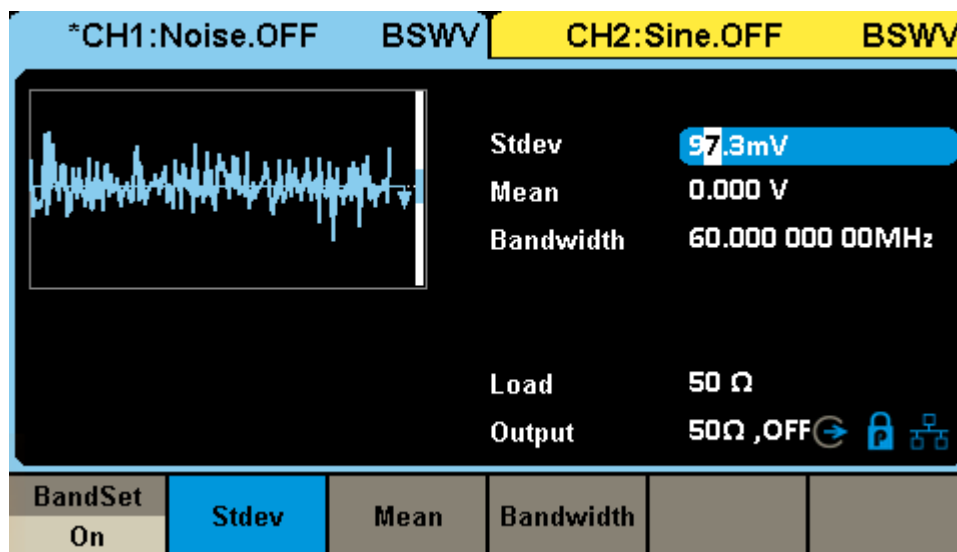 *CH1:Noise.OFF BSWV CH2:Sine.OFF BSWV
Stdev 97.3mV
Mean 0.000 V
Bandwidth 60.000 000 00MHz
Load 50 Ω
Output 50Ω ,OFF P
BandSet Stdev Mean Bandwidth
On